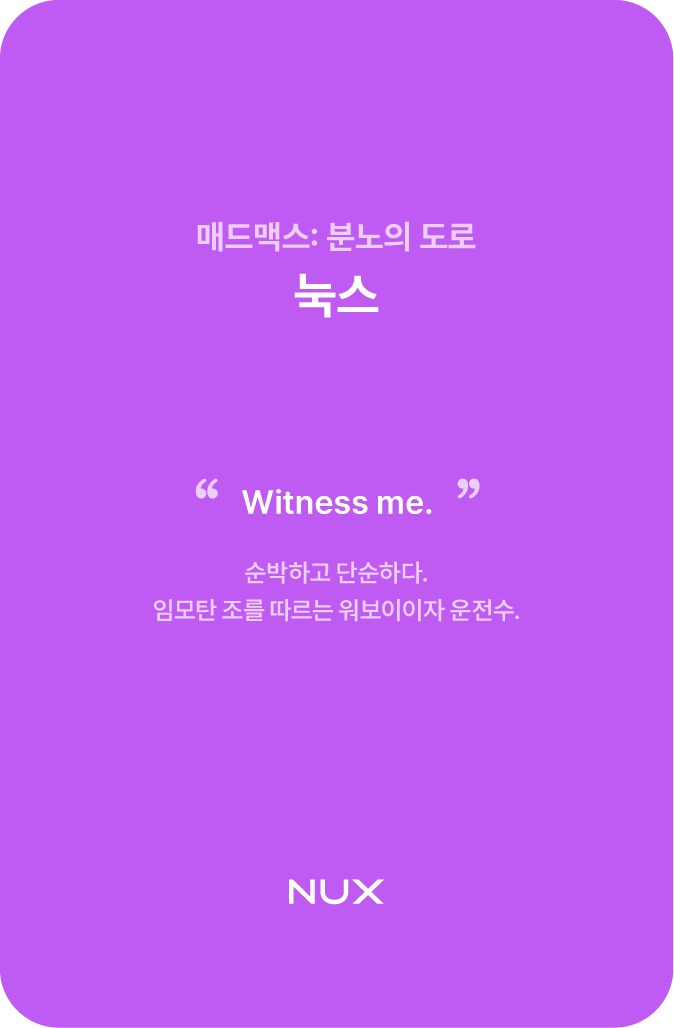 매드맥스: 분노의 도로
눅스
“ Witness me. ”
순박하고 단순하다.
임모탄 조를 따르는 워보이이자 운전수.
NUX